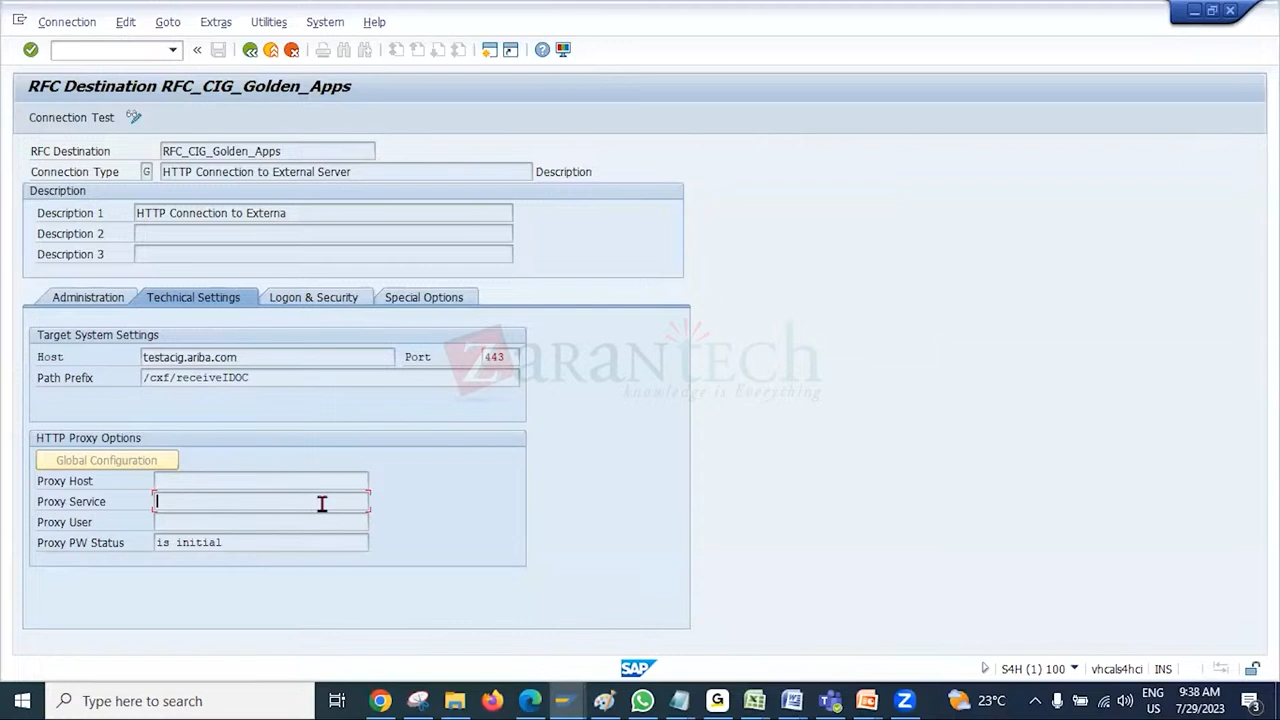 Connection Edit Goto Extras Utilities System Help
RFC Destination RFC_CIG_Golden_Apps
Connection Test
RFC Destination RFC_CIG_Golden_Apps
Connection Type G HTTP Connection to External Server Description
Description
Description 1 HTTP Connection to Externa
Description 2
Description 3
Administration Technical Settings Logon & Security Special Options
Target System Settings
Host testacig.ariba.com Port 443
Path Prefix /cxf/receiveIDOC
ZaranTech
knowledge is Everything
HTTP Proxy Options
Global Configuration
Proxy Host
Proxy Service
Proxy User
Proxy PW Status is initial
SAP
S4H (1) 100 vhcals4hci INS
Type here to search
23°C
ENG
US
9:38 AM
7/29/2023
3